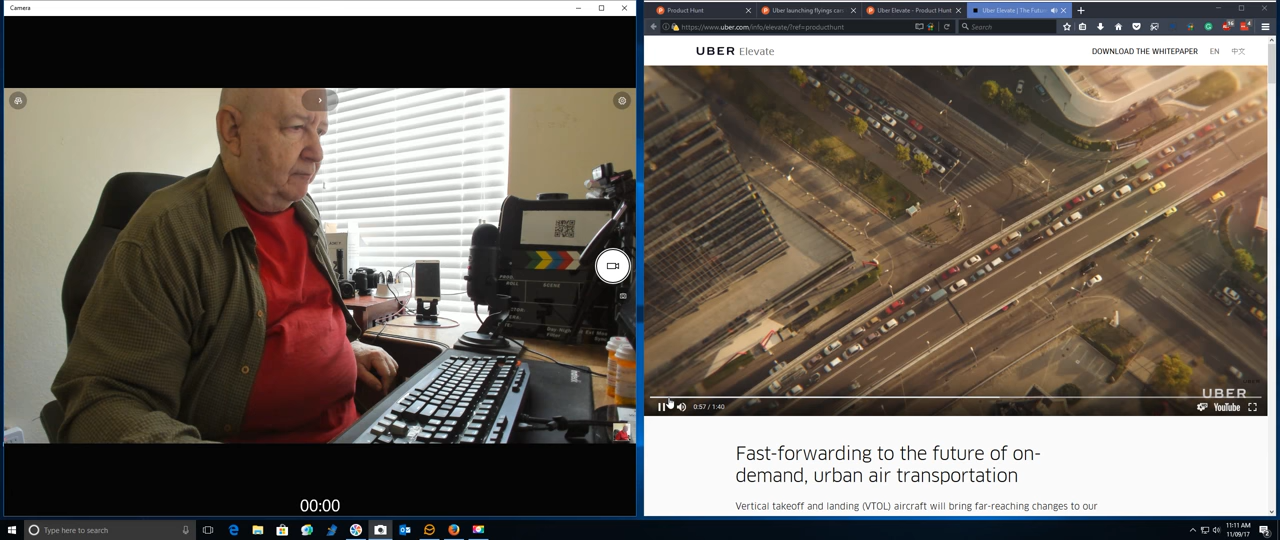 Camera
00:00
Product Hunt
Uber launching flyings cars
Uber Elevate - Product Hunt
Uber Elevate | The Future
https://www.uber.com/info/elevate/?ref=producthunt
Search
UBER Elevate
DOWNLOAD THE WHITEPAPER
EN
中文
UBER
0:57 / 1:40
YouTube
Fast-forwarding to the future of on-
demand, urban air transportation
Vertical takeoff and landing (VTOL) aircraft will bring far-reaching changes to our
Type here to search
11:11 AM
11/09/17